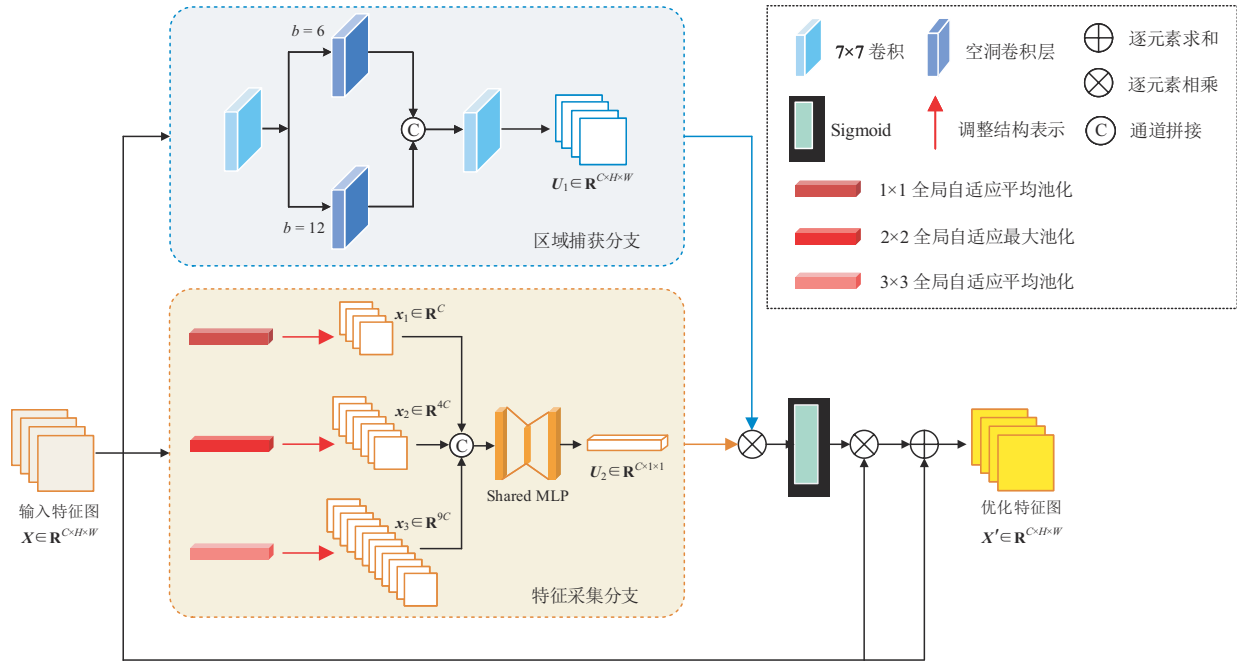 b = 6
b = 12
C
U₁∈R^{C×H×W}
区域捕获分支
7×7 卷积
空洞卷积层
逐元素求和
逐元素相乘
Sigmoid
调整结构表示
C
通道拼接
1×1 全局自适应平均池化
2×2 全局自适应最大池化
3×3 全局自适应平均池化
x₁∈R^{C}
x₂∈R^{4C}
x₃∈R^{9C}
C
Shared MLP
U₂∈R^{C×1×1}
特征采集分支
输入特征图
X∈R^{C×H×W}
优化特征图
X′∈R^{C×H×W}